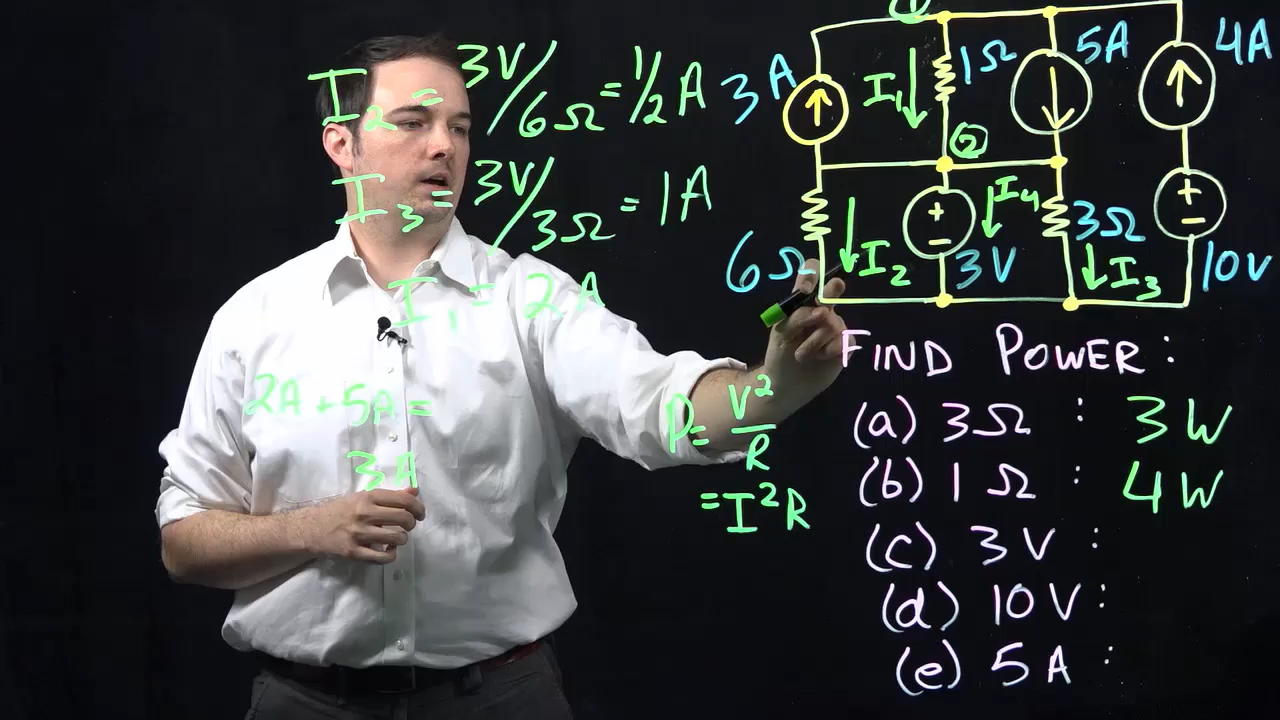 I₂ = 3V/6Ω = 1/2 A
I₃ = 3V/3Ω = 1A
I₁ = 2A
2A + 5A =
3A
P = V²/R
= I²R
①
3A
I₁
1Ω
5A
4A
②
6Ω
I₂
3V
I₄
3Ω
I₃
10V
FIND POWER:
(a) 3Ω : 3W
(b) 1Ω : 4W
(c) 3V :
(d) 10V :
(e) 5A :